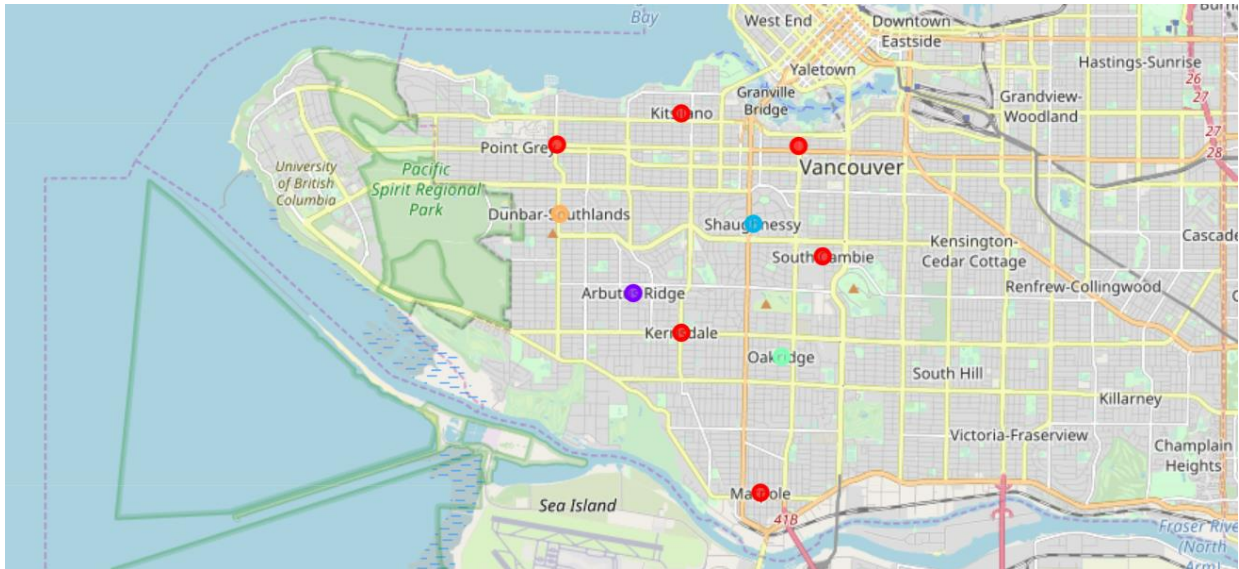 Bay
West End
Downtown
Eastside
Hastings-Sunrise
Yaletown
26
27
Granville
Bridge
Grandview-
Woodland
Kitsilano
27
28
Point Grey
Vancouver
University
of British
Columbia
Pacific
Spirit Regional
Park
Dunbar-Southlands
Shaughnessy
Cascade
Kensington-
Cedar Cottage
South Cambie
Renfrew-Collingwood
Arbutus Ridge
Kerrisdale
Oakridge
South Hill
Killarney
Victoria-Fraserview
Champlain
Heights
Marpole
Sea Island
41B
Fraser Rive
(North
Arm)